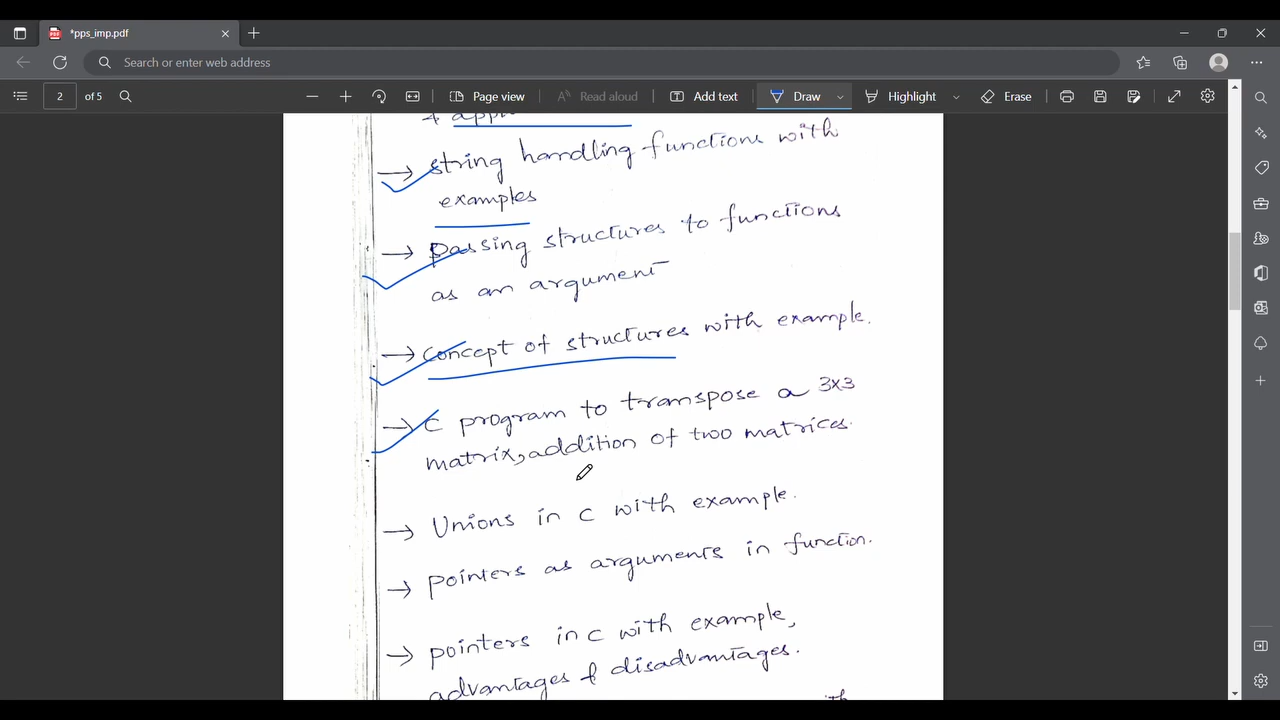 *pps_imp.pdf
Search or enter web address
2 of 5
Page view
Read aloud
Add text
Draw
Highlight
Erase
→ string handling functions with
examples
→ passing structures to functions
as an argument
→ concept of structures with example.
→ C program to transpose a 3x3
matrix, addition of two matrices.
→ Unions in c with example.
→ pointers as arguments in function.
→ pointers in c with example,
advantages & disadvantages.